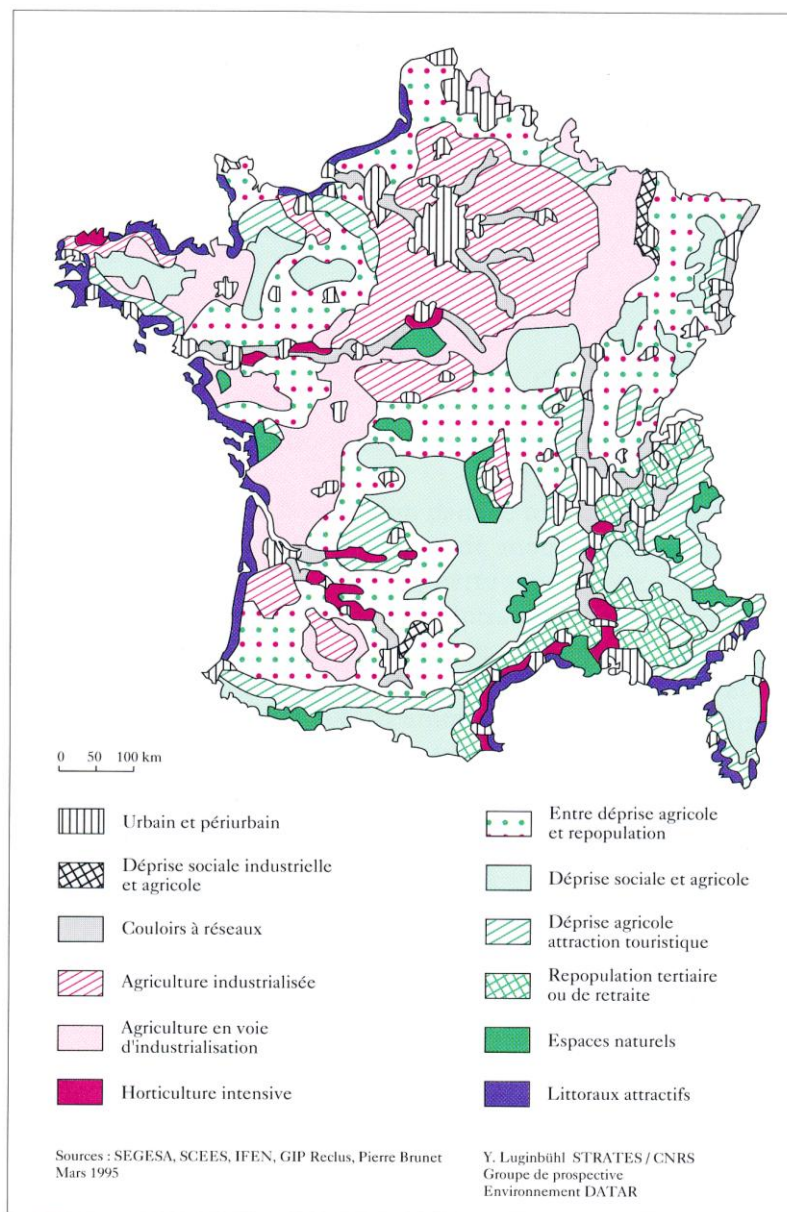 0 50 100 km
Urbain et périurbain
Déprise sociale industrielle
et agricole
Couloirs à réseaux
Agriculture industrialisée
Agriculture en voie
d'industrialisation
Horticulture intensive
Entre déprise agricole
et repopulation
Déprise sociale et agricole
Déprise agricole
attraction touristique
Repopulation tertiaire
ou de retraite
Espaces naturels
Littoraux attractifs
Sources : SEGESA, SCEES, IFEN, GIP Reclus, Pierre Brunet
Mars 1995
Y. Luginbühl STRATES / CNRS
Groupe de prospective
Environnement DATAR